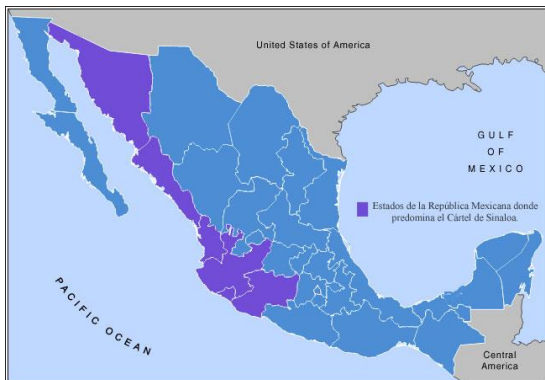 United States of America
GULF
OF
MEXICO
Estados de la República Mexicana donde
predomina el Cártel de Sinaloa.
PACIFIC OCEAN
Central
America